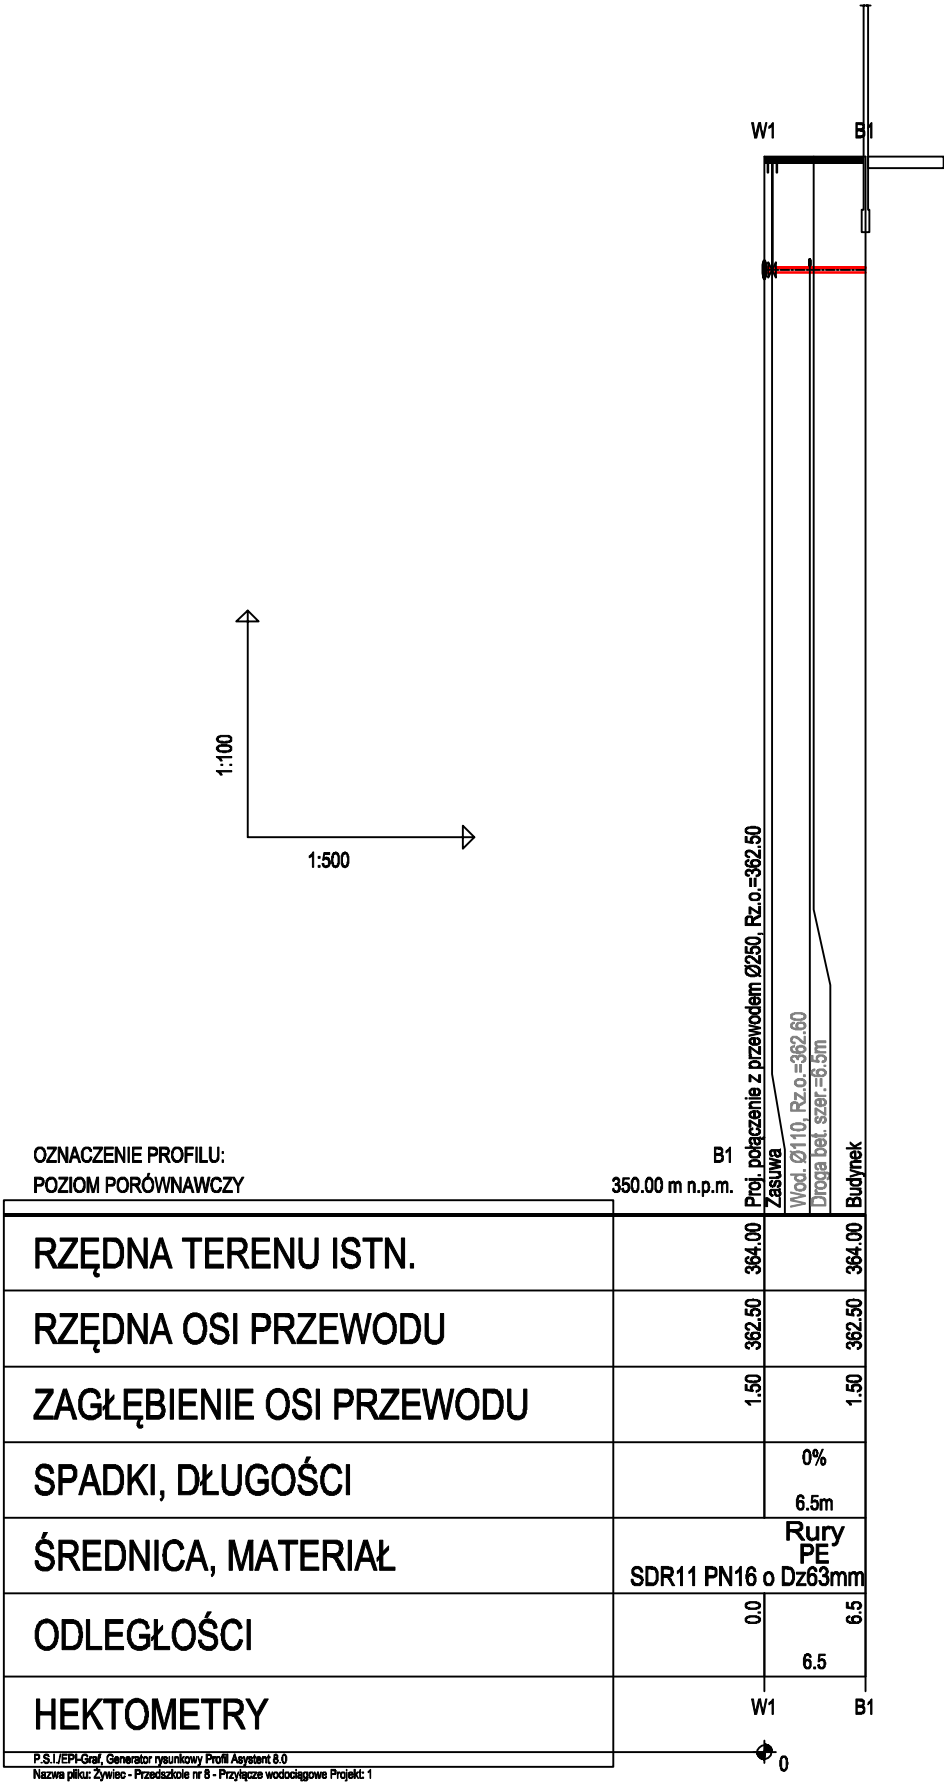 W1
B1
1:100
1:500
Proj. połączenie z przewodem Ø250, Rz.o.=362.50
Zasuwa
Wod. Ø110, Rz.o.=362.60
Droga bet. szer.=6.5m
Budynek
OZNACZENIE PROFILU:
B1
POZIOM PORÓWNAWCZY
350.00 m n.p.m.
RZĘDNA TERENU ISTN.
364.00
364.00
RZĘDNA OSI PRZEWODU
362.50
362.50
ZAGŁĘBIENIE OSI PRZEWODU
1.50
1.50
SPADKI, DŁUGOŚCI
0%
6.5m
ŚREDNICA, MATERIAŁ
Rury
PE
SDR11 PN16 o Dz63mm
ODLEGŁOŚCI
0.0
6.5
6.5
HEKTOMETRY
W1
B1
0
P.S.I./EPI-Graf, Generator rysunkowy Profil Asystent 8.0
Nazwa pliku: Żywiec - Przedszkole nr 8 - Przyłącze wodociągowe Projekt: 1